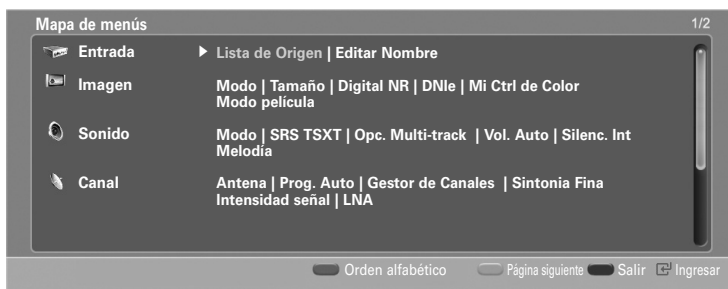 Mapa de menús 1/2
Entrada Lista de Origen | Editar Nombre
Imagen Modo | Tamaño | Digital NR | DNIe | Mi Ctrl de Color
Modo película
Sonido Modo | SRS TSXT | Opc. Multi-track | Vol. Auto | Silenc. Int
Melodía
Canal Antena | Prog. Auto | Gestor de Canales | Sintonia Fina
Intensidad señal | LNA
Orden alfabético Página siguiente Salir Ingresar